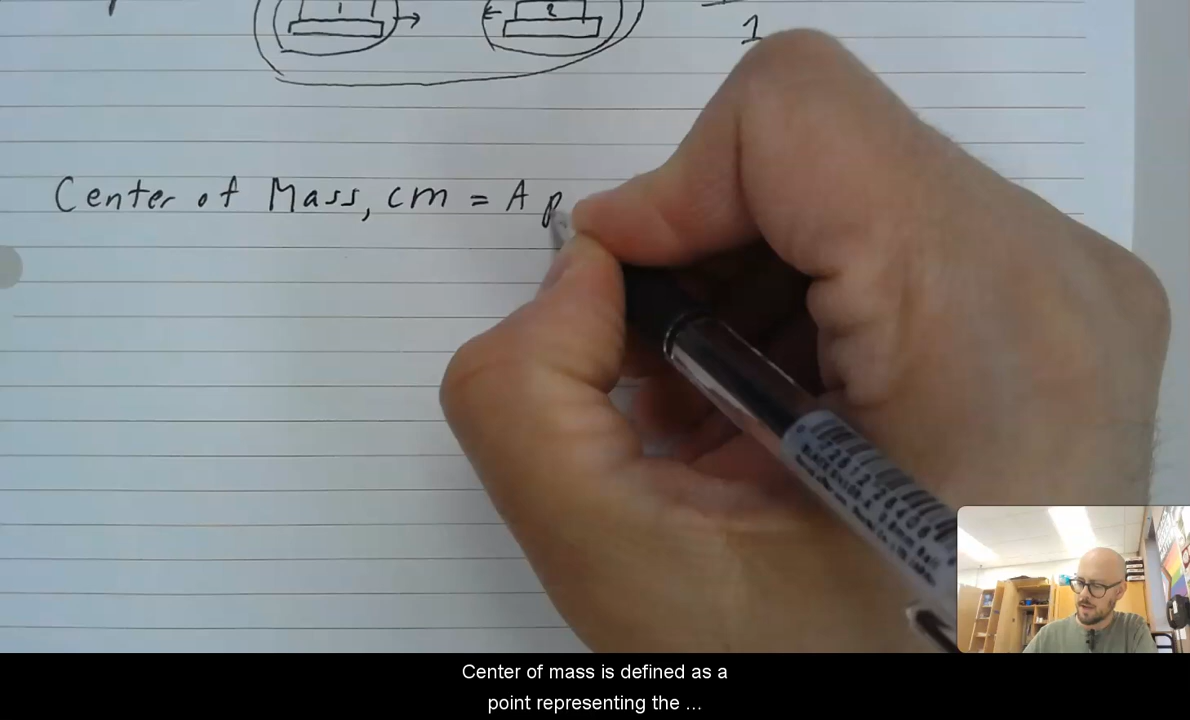 1 2
1
Center of Mass, cm = A p
Center of mass is defined as a
point representing the ...